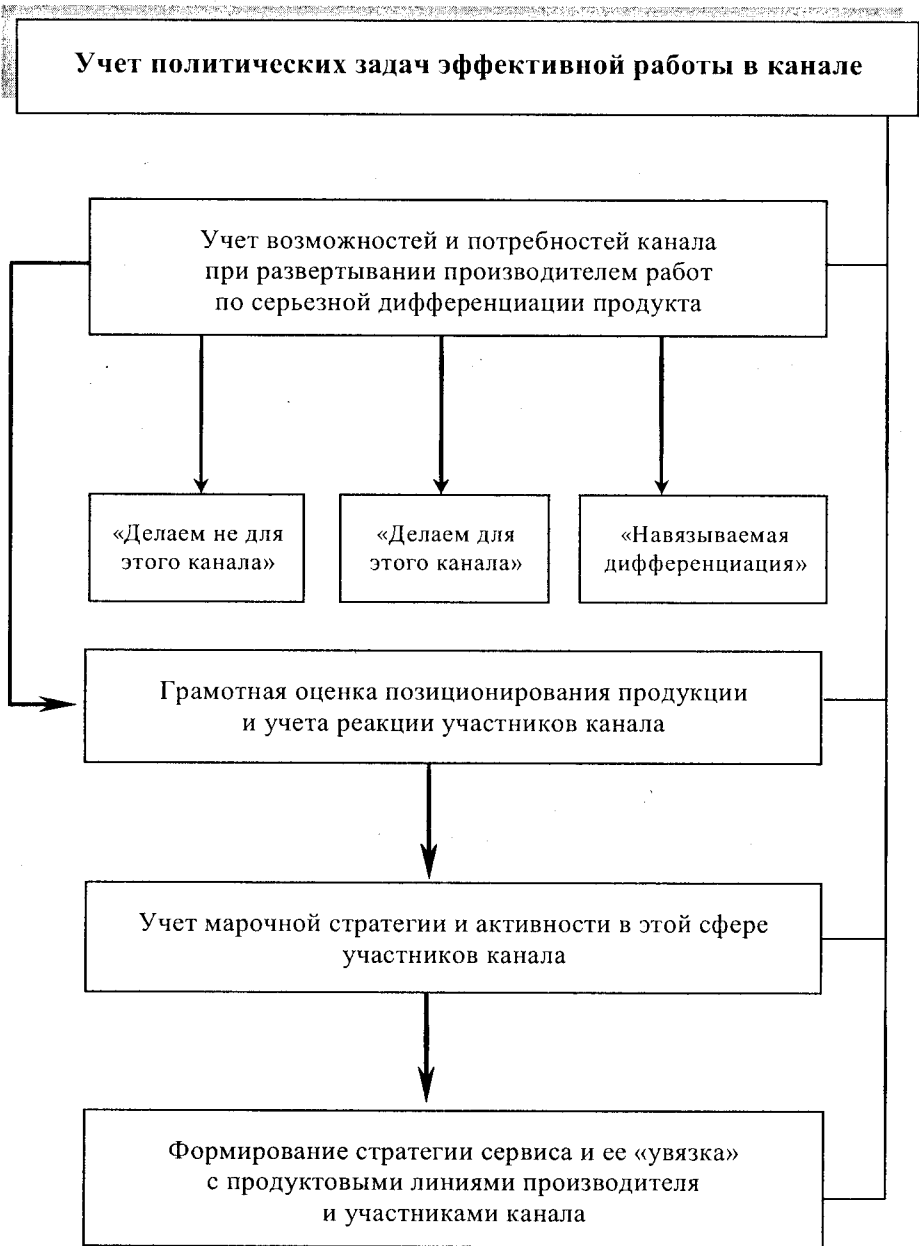 Учет политических задач эффективной работы в канале
Учет возможностей и потребностей канала
при развертывании производителем работ
по серьезной дифференциации продукта
«Делаем не для
этого канала»
«Делаем для
этого канала»
«Навязываемая
дифференциация»
Грамотная оценка позиционирования продукции
и учета реакции участников канала
Учет марочной стратегии и активности в этой сфере
участников канала
Формирование стратегии сервиса и ее «увязка»
с продуктовыми линиями производителя
и участниками канала